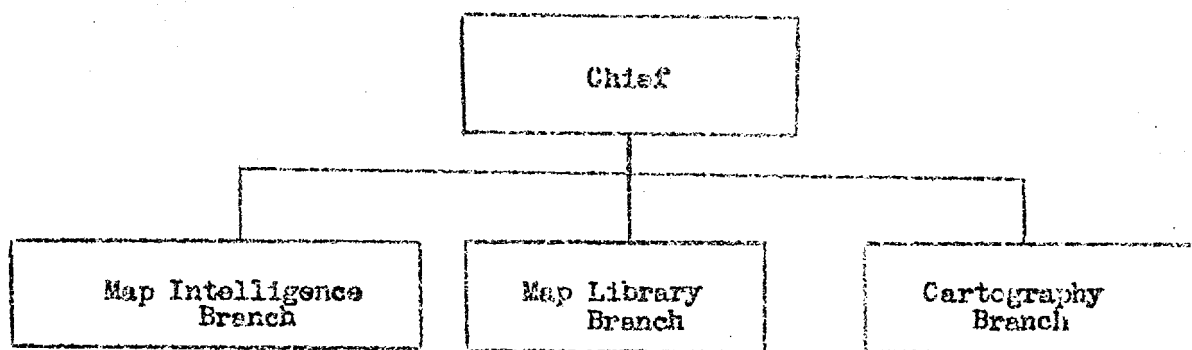 Chief
Map Intelligence
Branch
Map Library
Branch
Cartography
Branch